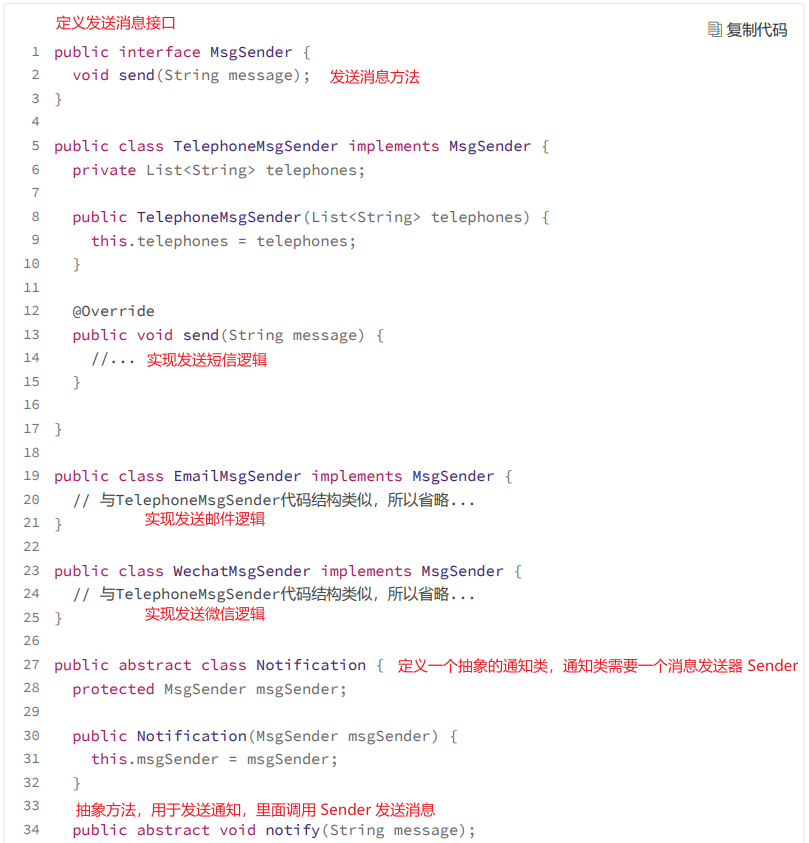 定义发送消息接口
复制代码
1 public interface MsgSender {
2 void send(String message); 发送消息方法
3 }
4
5 public class TelephoneMsgSender implements MsgSender {
6 private List<String> telephones;
7
8 public TelephoneMsgSender(List<String> telephones) {
9 this.telephones = telephones;
10 }
11
12 @Override
13 public void send(String message) {
14 //... 实现发送短信逻辑
15 }
16
17 }
18
19 public class EmailMsgSender implements MsgSender {
20 // 与TelephoneMsgSender代码结构类似，所以省略...
实现发送邮件逻辑
21 }
22
23 public class WechatMsgSender implements MsgSender {
24 // 与TelephoneMsgSender代码结构类似，所以省略...
实现发送微信逻辑
25 }
26
27 public abstract class Notification { 定义一个抽象的通知类，通知类需要一个消息发送器 Sender
28 protected MsgSender msgSender;
29
30 public Notification(MsgSender msgSender) {
31 this.msgSender = msgSender;
32 }
33
抽象方法，用于发送通知，里面调用 Sender 发送消息
34 public abstract void notify(String message);